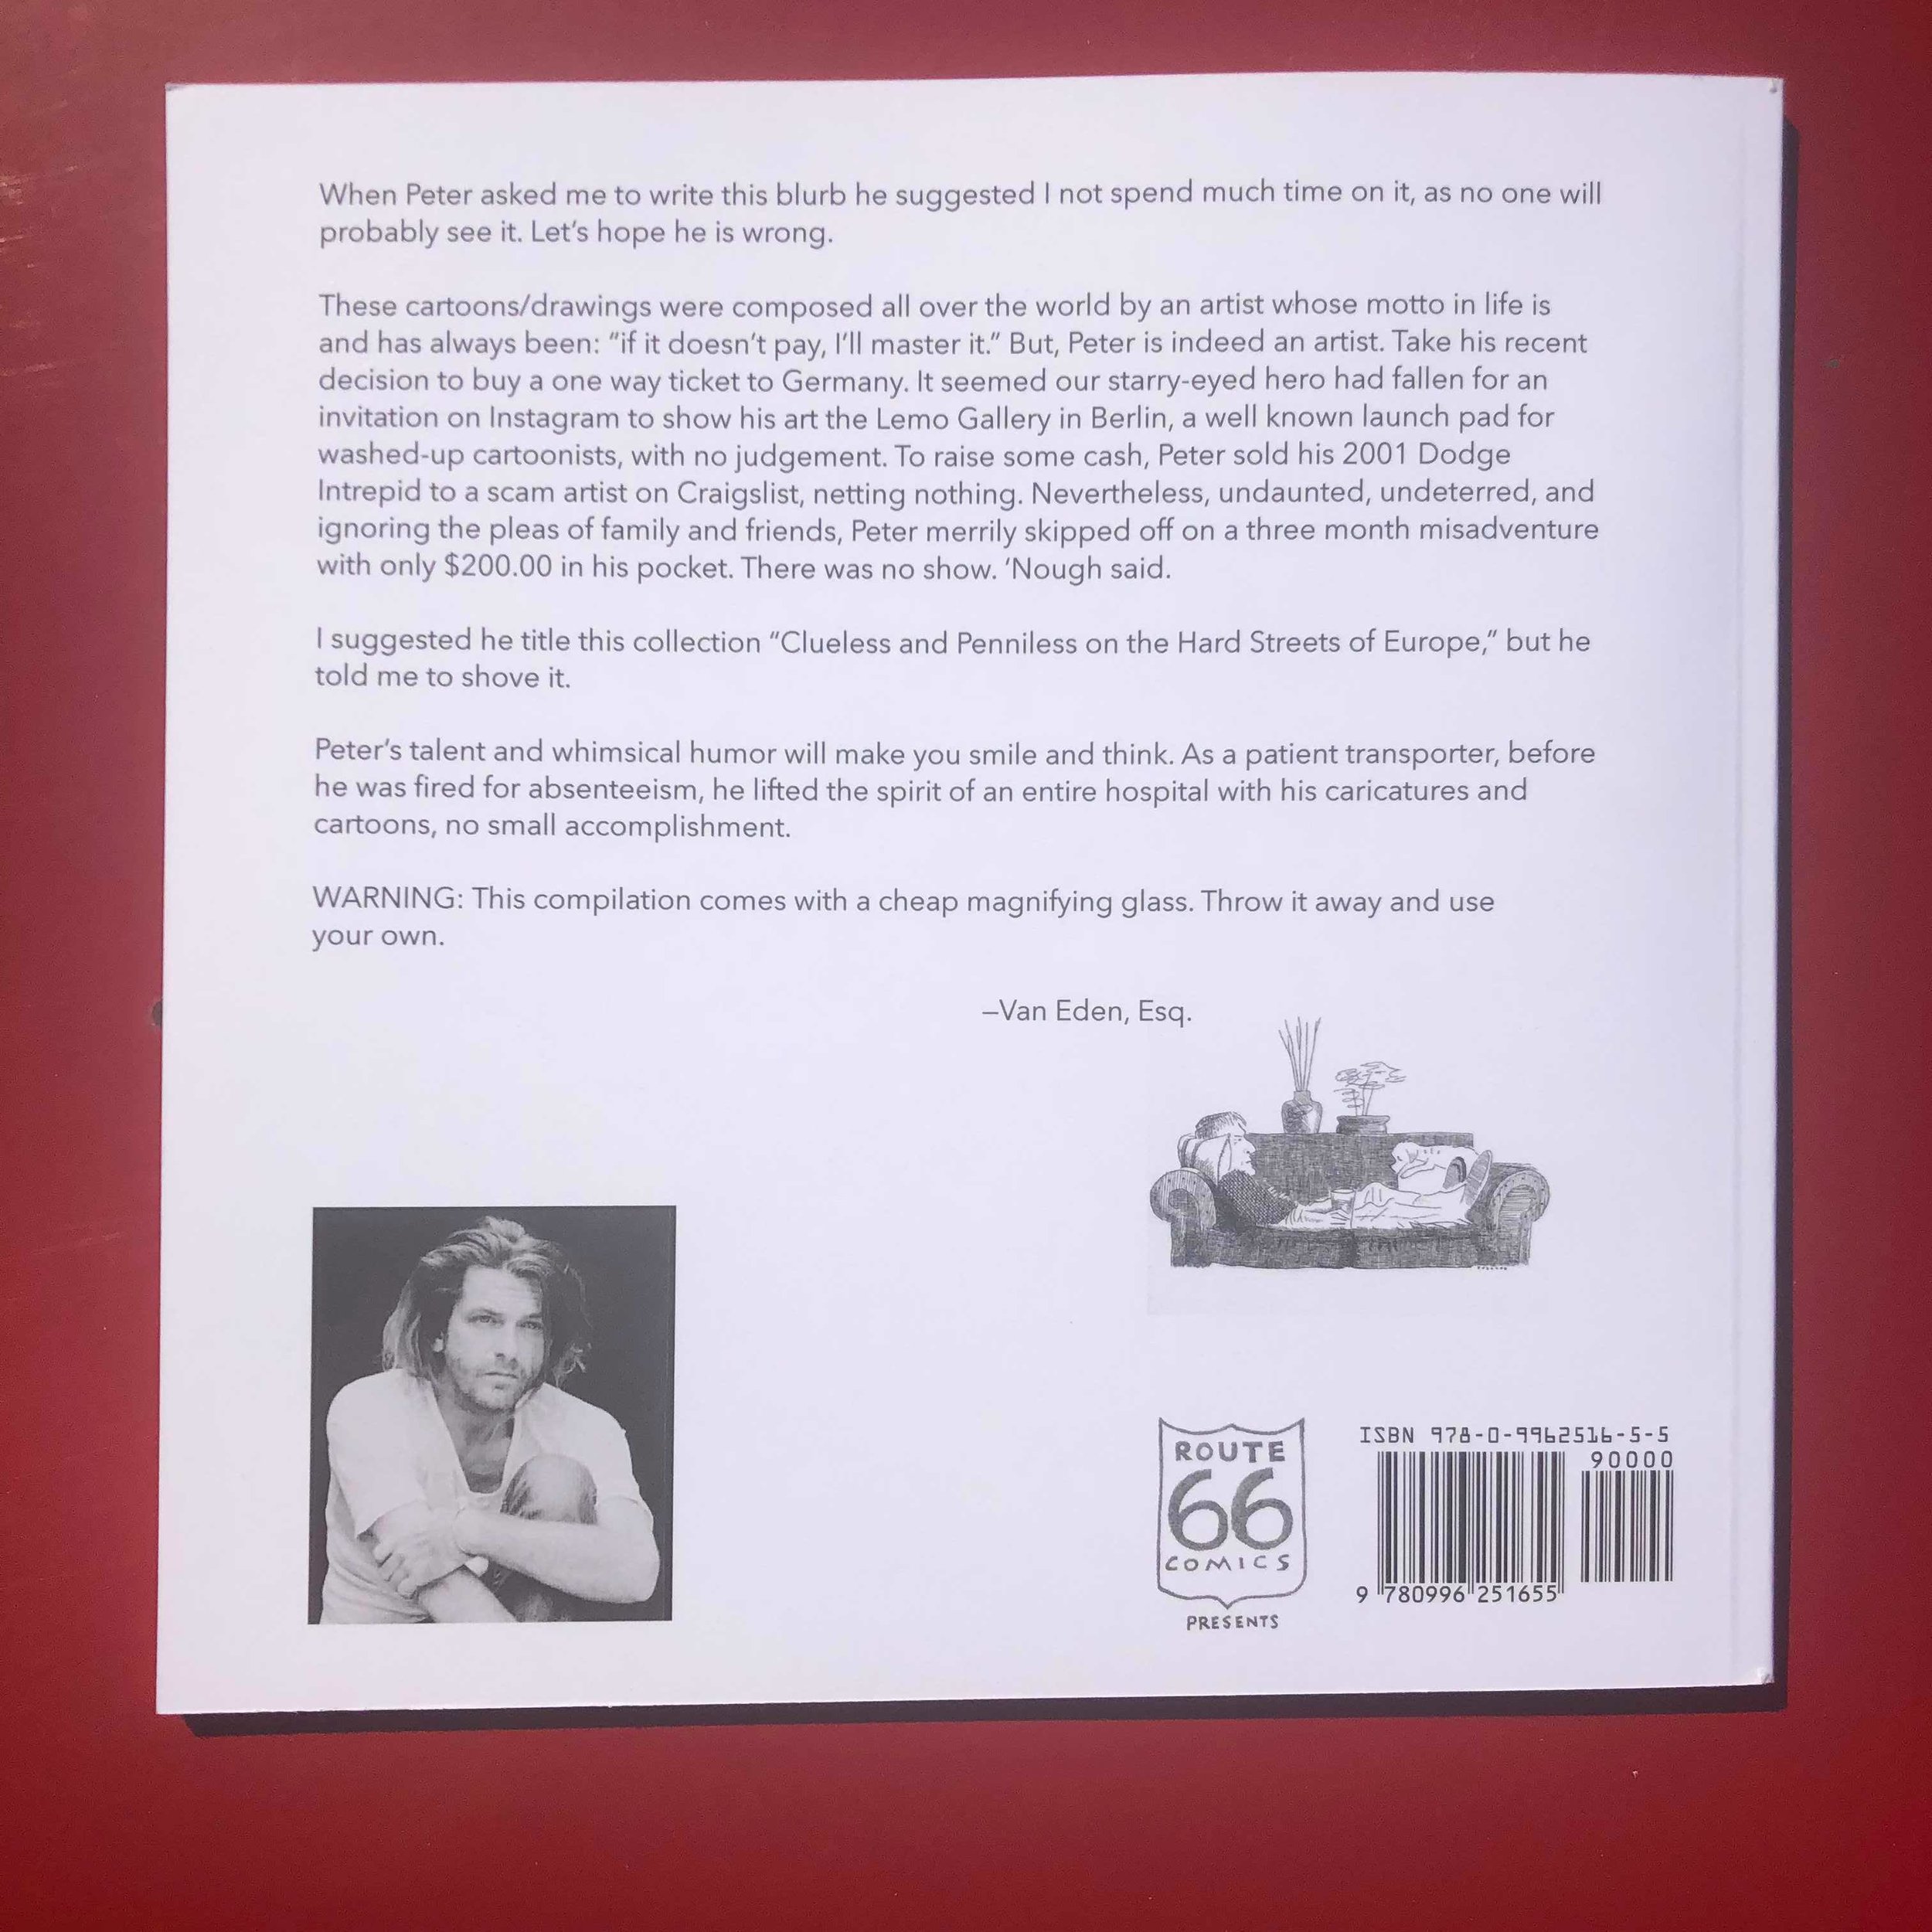 When Peter asked me to write this blurb he suggested I not spend much time on it, as no one will
probably see it. Let’s hope he is wrong.
These cartoons/drawings were composed all over the world by an artist whose motto in life is
and has always been: “if it doesn’t pay, I’ll master it.” But, Peter is indeed an artist. Take his recent
decision to buy a one way ticket to Germany. It seemed our starry-eyed hero had fallen for an
invitation on Instagram to show his art the Lemo Gallery in Berlin, a well known launch pad for
washed-up cartoonists, with no judgement. To raise some cash, Peter sold his 2001 Dodge
Intrepid to a scam artist on Craigslist, netting nothing. Nevertheless, undaunted, undeterred, and
ignoring the pleas of family and friends, Peter merrily skipped off on a three month misadventure
with only $200.00 in his pocket. There was no show. ‘Nough said.
I suggested he title this collection “Clueless and Penniless on the Hard Streets of Europe,” but he
told me to shove it.
Peter’s talent and whimsical humor will make you smile and think. As a patient transporter, before
he was fired for absenteeism, he lifted the spirit of an entire hospital with his caricatures and
cartoons, no small accomplishment.
WARNING: This compilation comes with a cheap magnifying glass. Throw it away and use
your own.
–Van Eden, Esq.
ROUTE
66
COMICS
PRESENTS
ISBN 978-0-9962516-5-5
90000
9 780996 251655